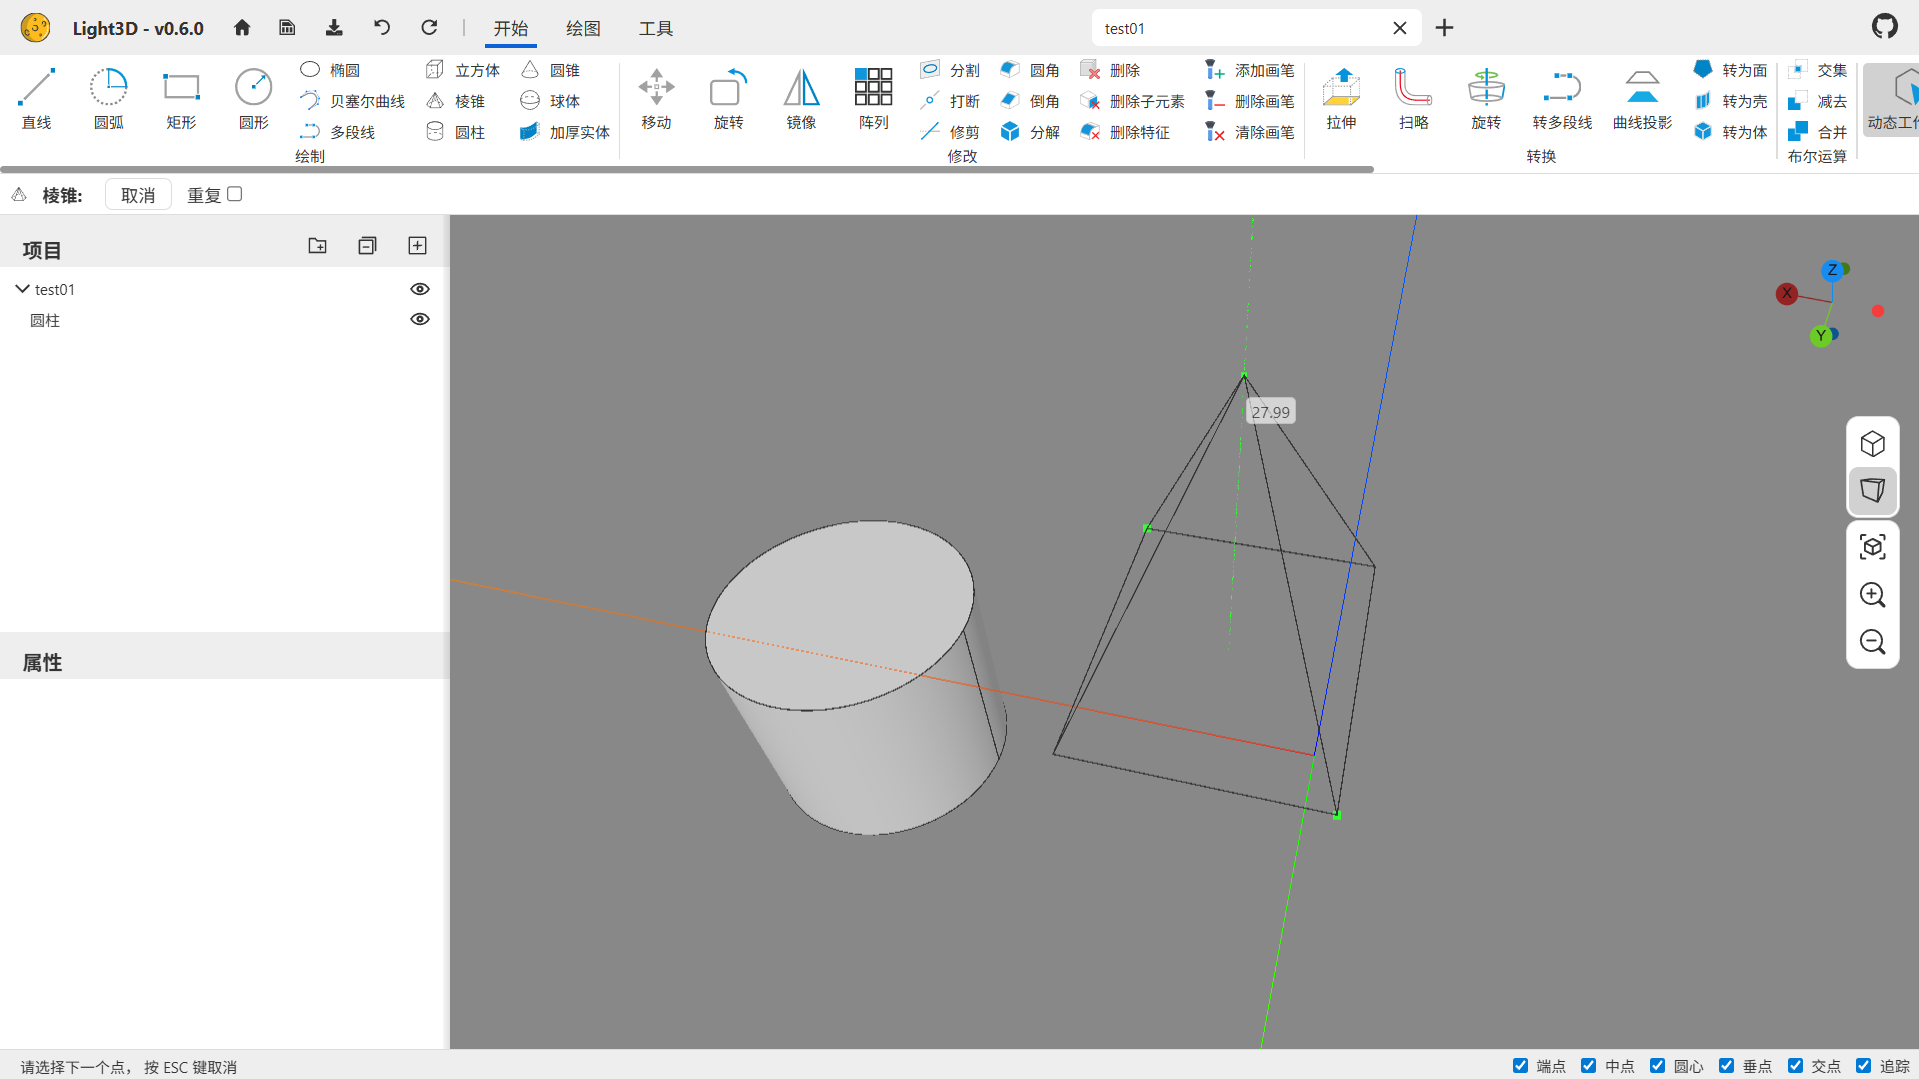 Light3D - v0.6.0
开始
绘图
工具
test01
直线
圆弧
矩形
圆形
椭圆
贝塞尔曲线
多段线
立方体
棱锥
圆柱
圆锥
球体
加厚实体
绘制
移动
旋转
镜像
阵列
分割
打断
修剪
圆角
倒角
分解
删除
删除子元素
删除特征
添加画笔
删除画笔
清除画笔
修改
拉伸
扫略
旋转
转多段线
曲线投影
转为面
转为壳
转为体
转换
交集
减去
合并
布尔运算
动态工
棱锥:
取消
重复
项目
test01
圆柱
属性
27.99
Z
X
Y
请选择下一个点， 按 ESC 键取消
端点
中点
圆心
垂点
交点
追踪